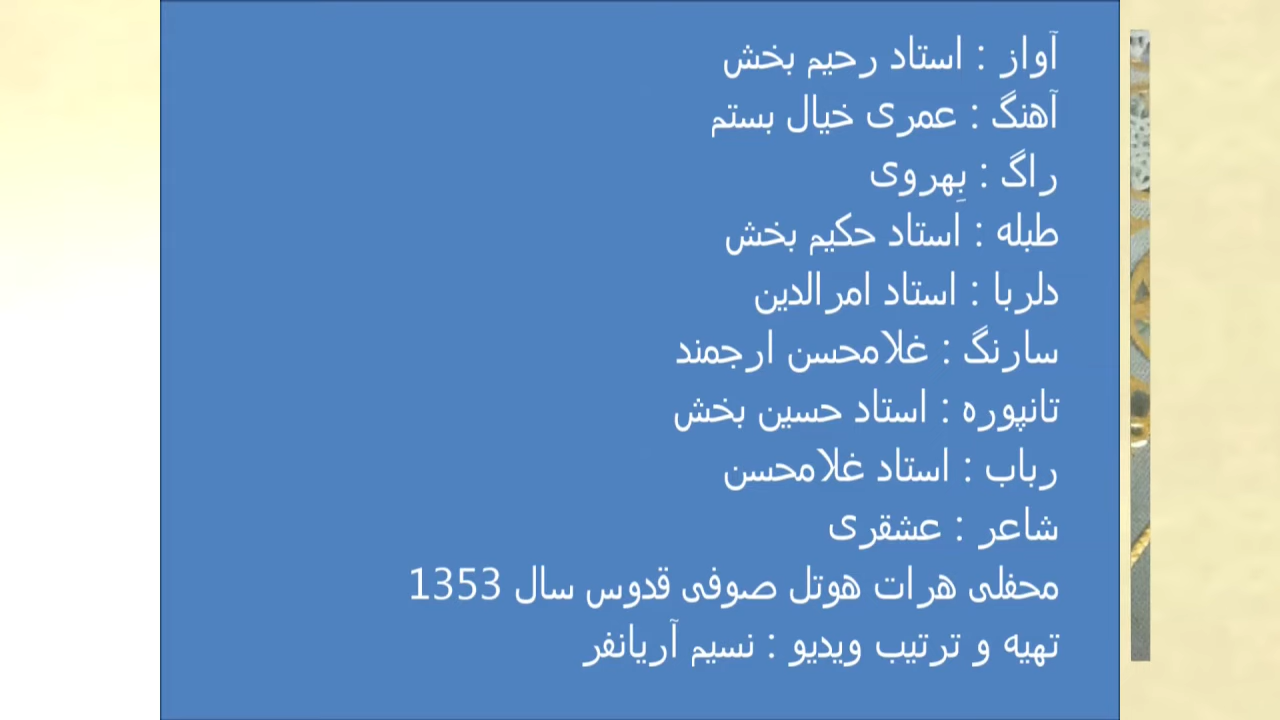 آواز : استاد رحیم بخش
آهنگ : عمری خیال بستم
راگ : بِهروی
طبله : استاد حکیم بخش
دلربا : استاد امرالدین
سارنگ : غلامحسن ارجمند
تانپوره : استاد حسین بخش
رباب : استاد غلامحسن
شاعر : عشقری
محفلی هرات هوتل صوفی قدوس سال 1353
تهیه و ترتیب ویدیو : نسیم آریانفر